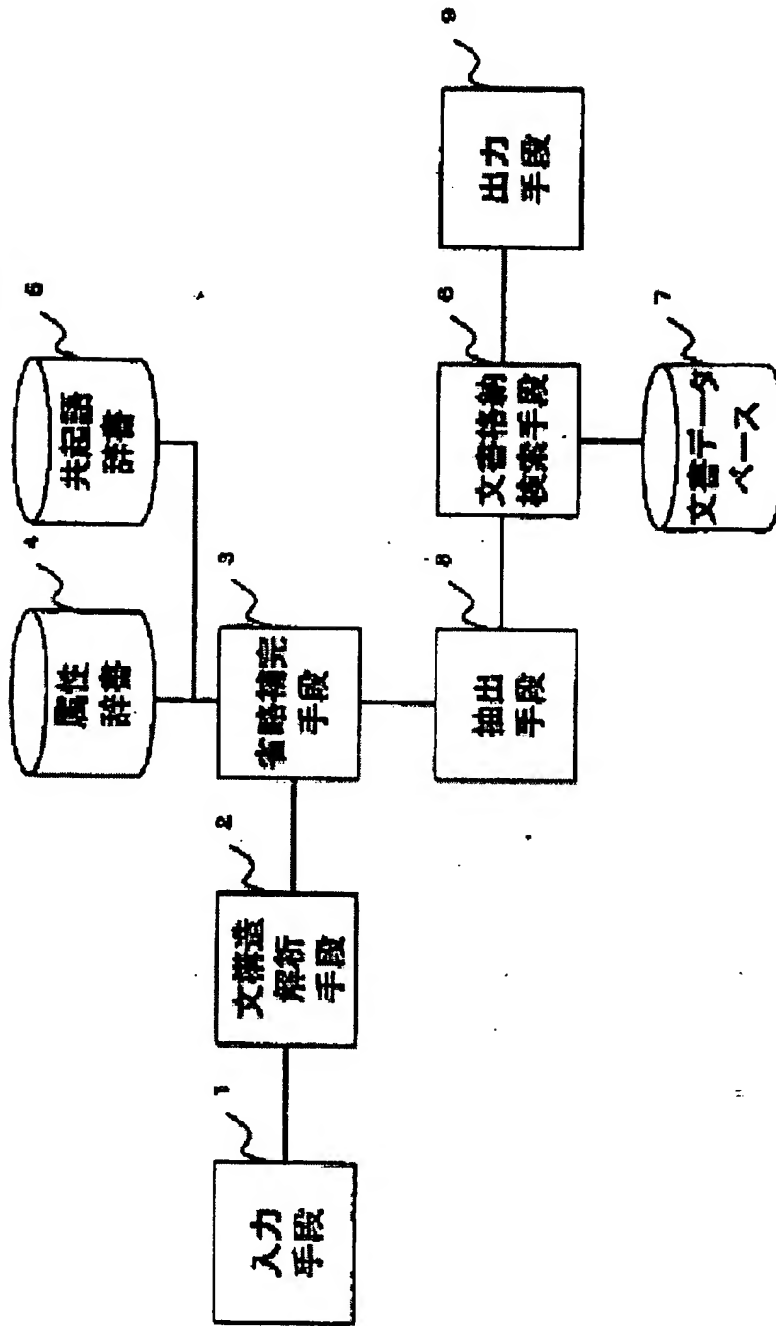 属性
辞書
4
共起語
辞書
5
入力
手段
1
文構造
解析
手段
2
省略補完
手段
3
抽出
手段
8
文書格納
検索手段
6
出力
手段
9
文書データ
ベース
7